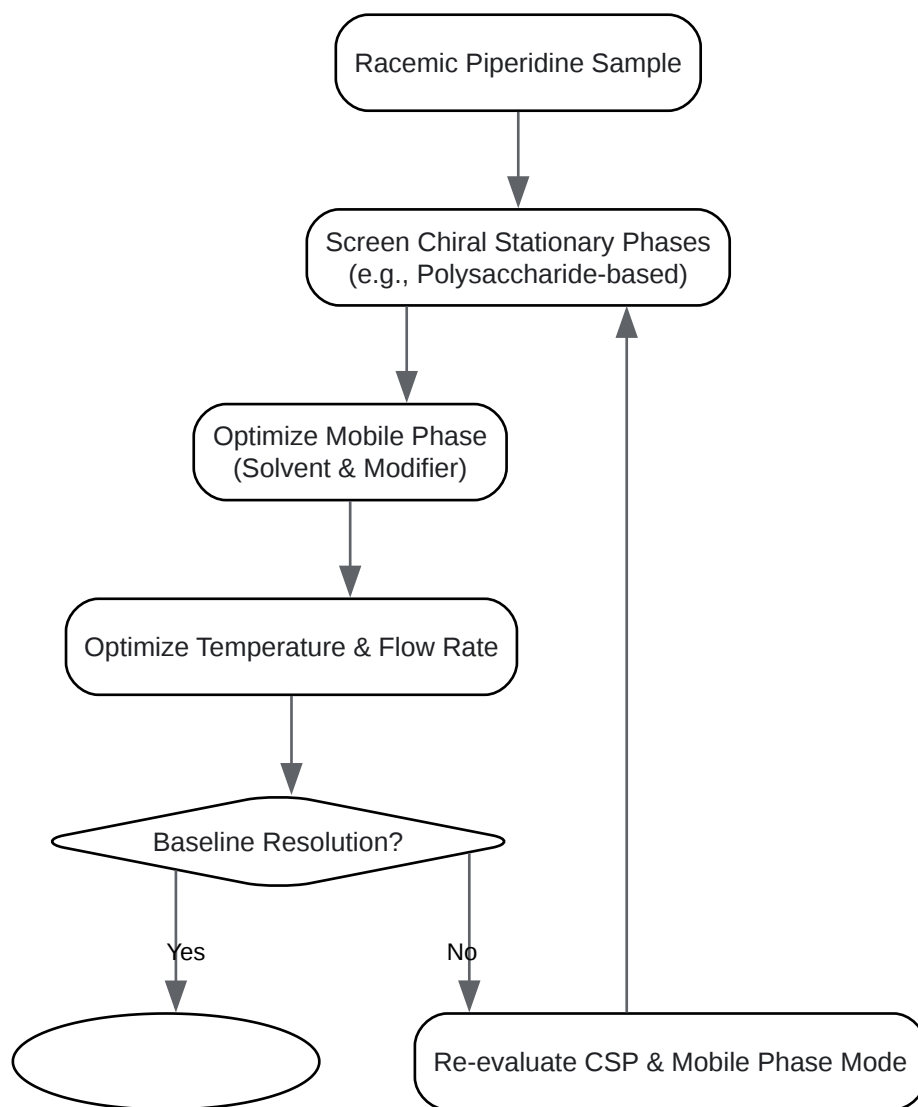 Racemic Piperidine Sample
Screen Chiral Stationary Phases
(e.g., Polysaccharide-based)
Optimize Mobile Phase
(Solvent & Modifier)
Optimize Temperature & Flow Rate
Baseline Resolution?
Yes
No
Re-evaluate CSP & Mobile Phase Mode